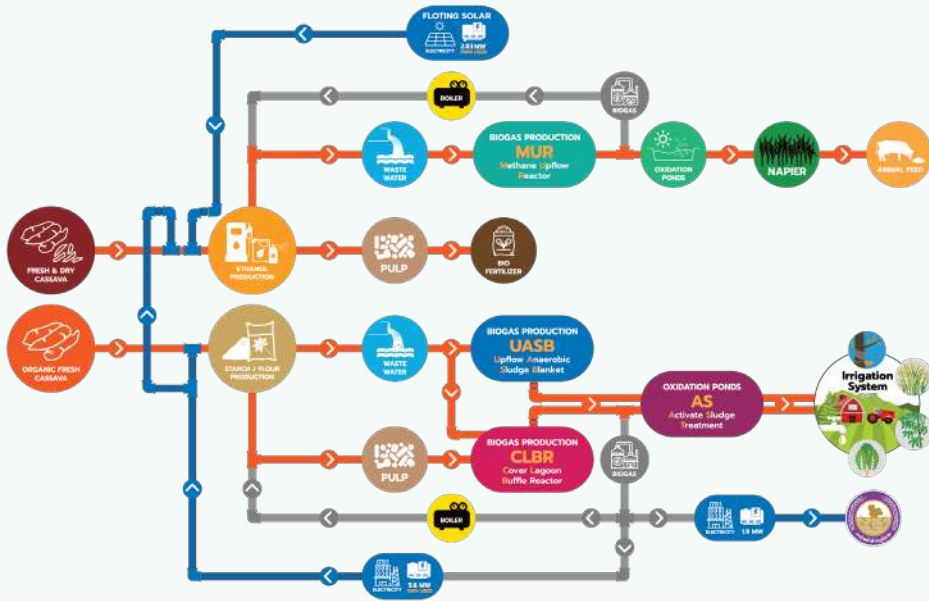 FLOTING SOLAR
ELECTRICITY
2.83 MW
BOILER
BIOGAS
WASTE
WATER
BIOGAS PRODUCTION
MUR
Methane Upflow
Reactor
OXIDATION
PONDS
NAPIER
ANIMAL FEED
FRESH & DRY
CASSAVA
ETHANOL
PRODUCTION
PULP
BIO
FERTILIZER
ORGANIC FRESH
CASSAVA
STARCH / FLOUR
PRODUCTION
WASTE
WATER
BIOGAS PRODUCTION
UASB
Upflow Anaerobic
Sludge Blanket
OXIDATION PONDS
AS
Activate Sludge
Treatment
Irrigation
System
PULP
BIOGAS PRODUCTION
CLBR
Cover Lagoon
Buffle Reactor
BIOGAS
BOILER
ELECTRICITY
1.9 MW
ELECTRICITY
5.6 MW